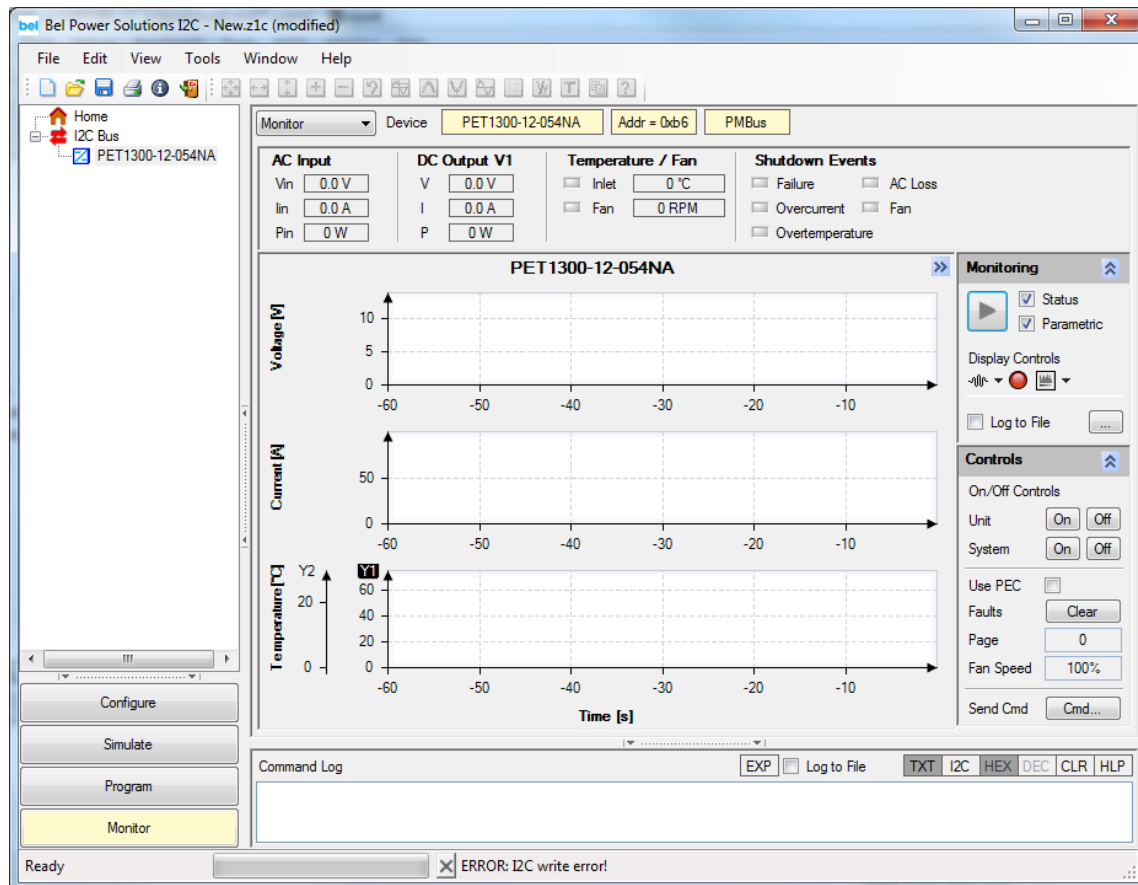 bel Bel Power Solutions I2C - New.z1c (modified)
File Edit View Tools Window Help
Home
I2C Bus
PET1300-12-054NA
Monitor Device PET1300-12-054NA Addr = 0xb6 PMBus
AC Input DC Output V1 Temperature / Fan Shutdown Events
Vin 0.0 V V 0.0 V Inlet 0 °C Failure AC Loss
Iin 0.0 A I 0.0 A Fan 0 RPM Overcurrent Fan
Pin 0 W P 0 W Overtemperature
PET1300-12-054NA
Voltage [V]
10
5
0
-60 -50 -40 -30 -20 -10
Current [A]
50
0
-60 -50 -40 -30 -20 -10
Temperature [°C]
Y2 Y1
20 60
40
20
0 0
-60 -50 -40 -30 -20 -10
Time [s]
Monitoring
Status
Parametric
Display Controls
Log to File ...
Controls
On/Off Controls
Unit On Off
System On Off
Use PEC
Faults Clear
Page 0
Fan Speed 100%
Send Cmd Cmd...
Configure
Simulate
Program
Monitor
Command Log EXP Log to File TXT I2C HEX DEC CLR HLP
Ready ERROR: I2C write error!